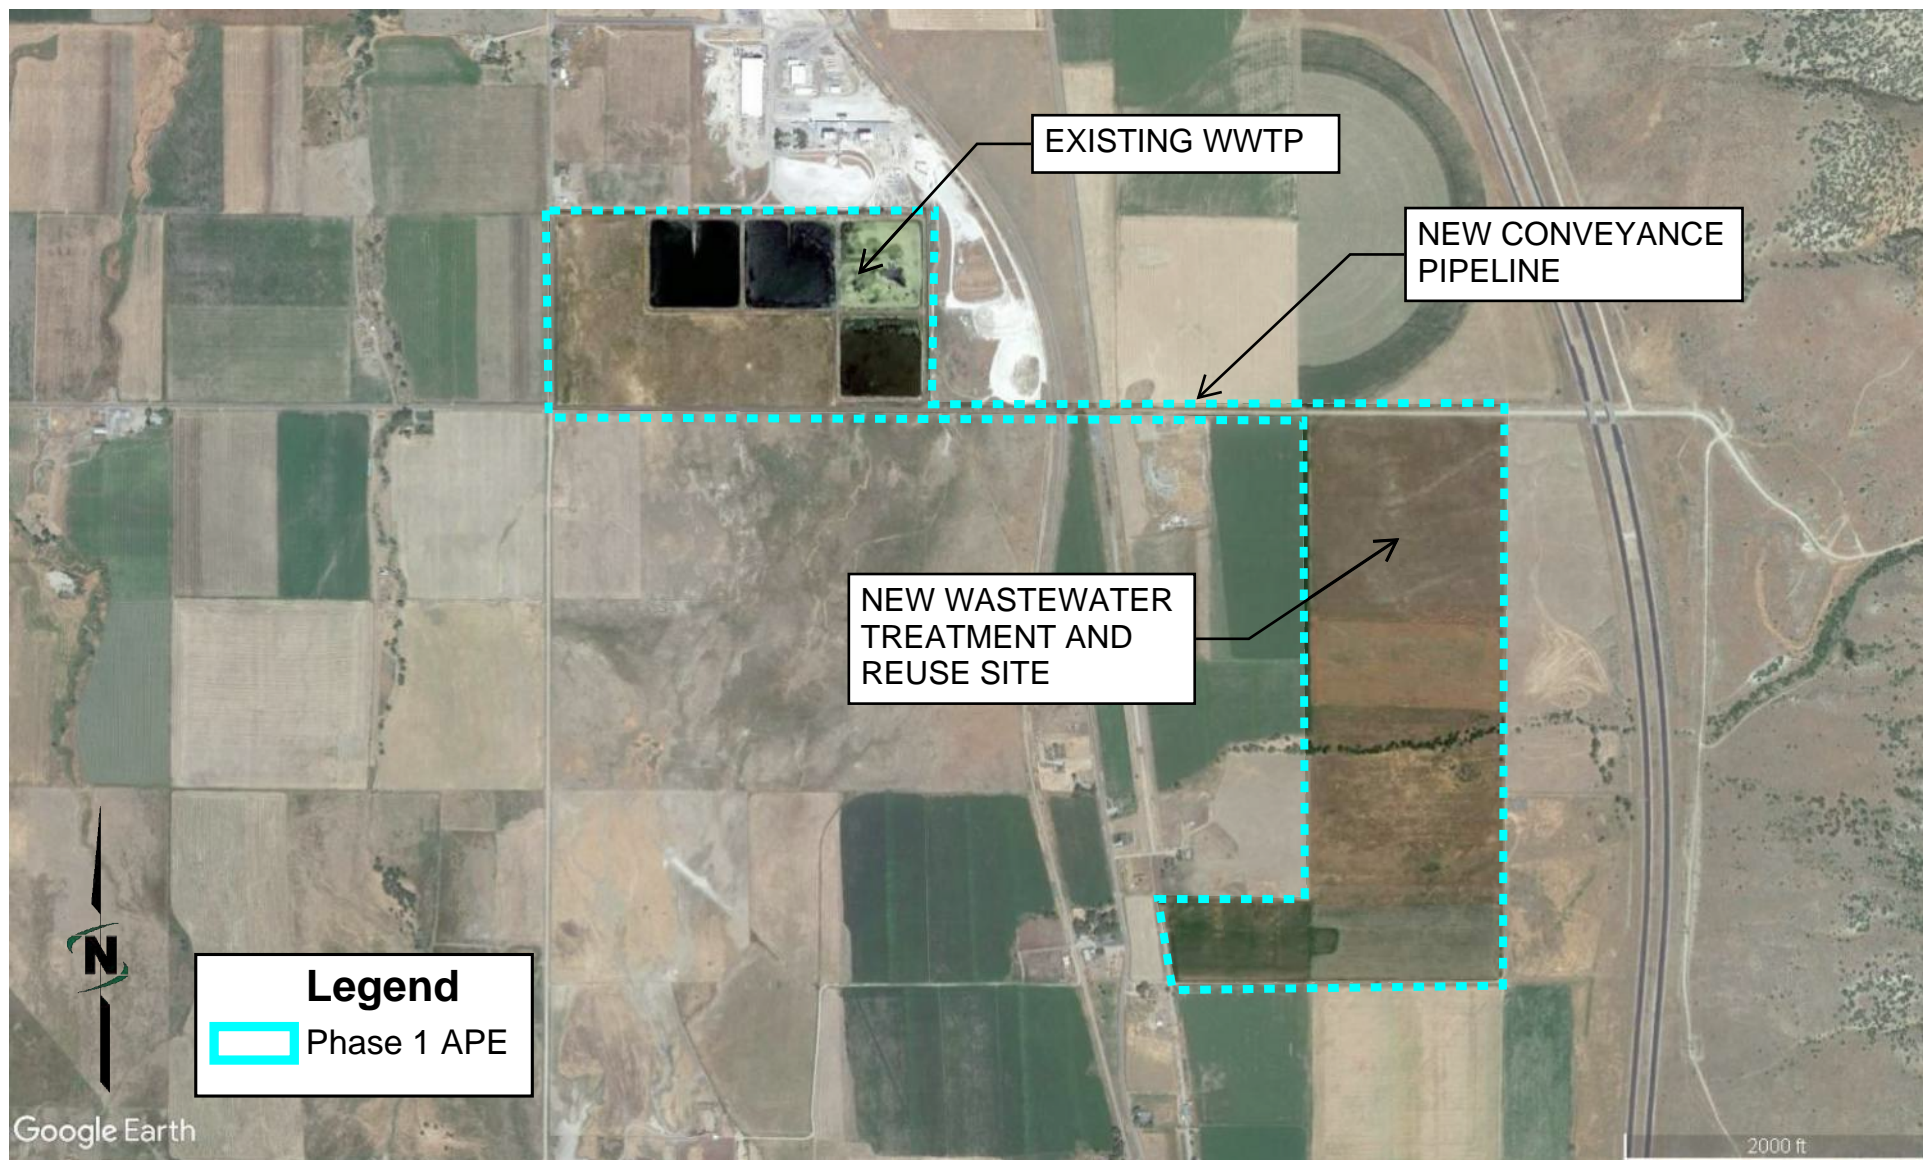 EXISTING WWTP
NEW CONVEYANCE
PIPELINE
NEW WASTEWATER
TREATMENT AND
REUSE SITE
N
Legend
Phase 1 APE
Google Earth
2000 ft